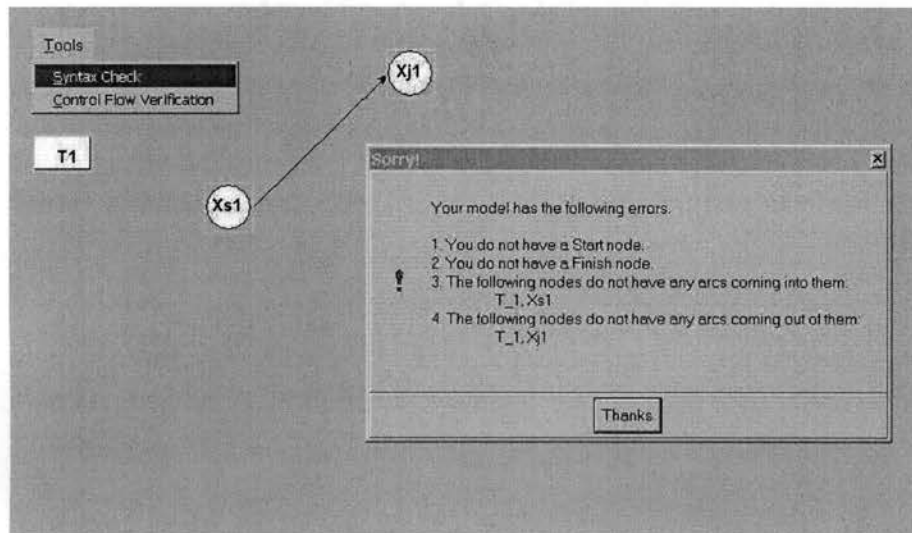 Tools
Syntax Check
Control Flow Verification
Xj1
T1
Xs1
Sorry!
Your model has the following errors.
1. You do not have a Start node.
2. You do not have a Finish node.
3. The following nodes do not have any arcs coming into them:
T_1, Xs1
4. The following nodes do not have any arcs coming out of them:
T_1, Xj1
Thanks